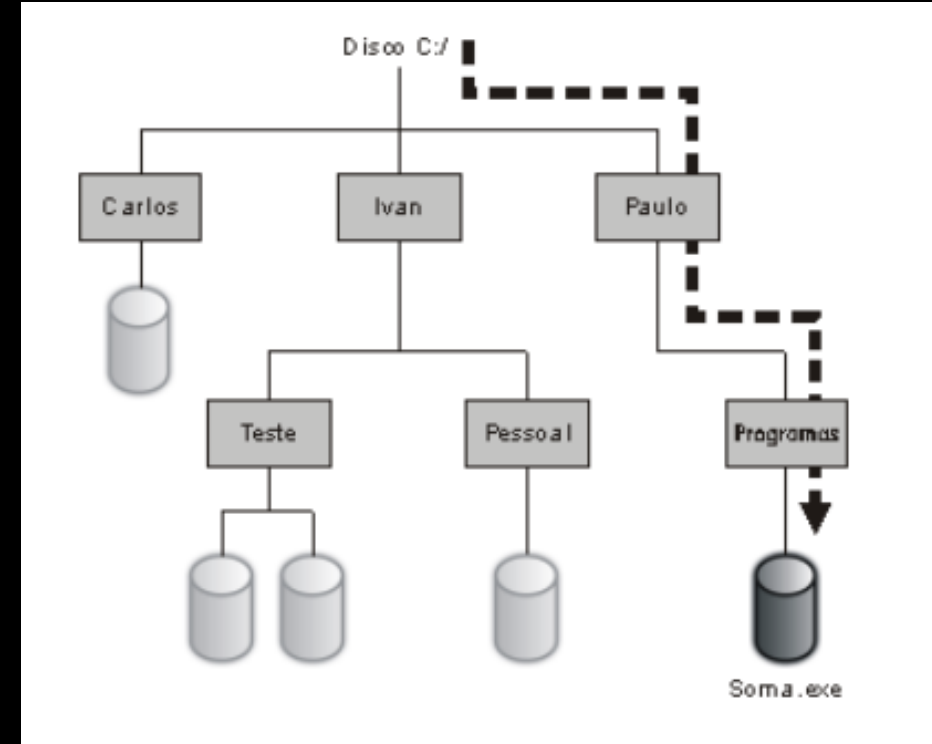 Disco C:/
Carlos
Ivan
Paulo
Teste
Pessoal
Programas
Soma.exe